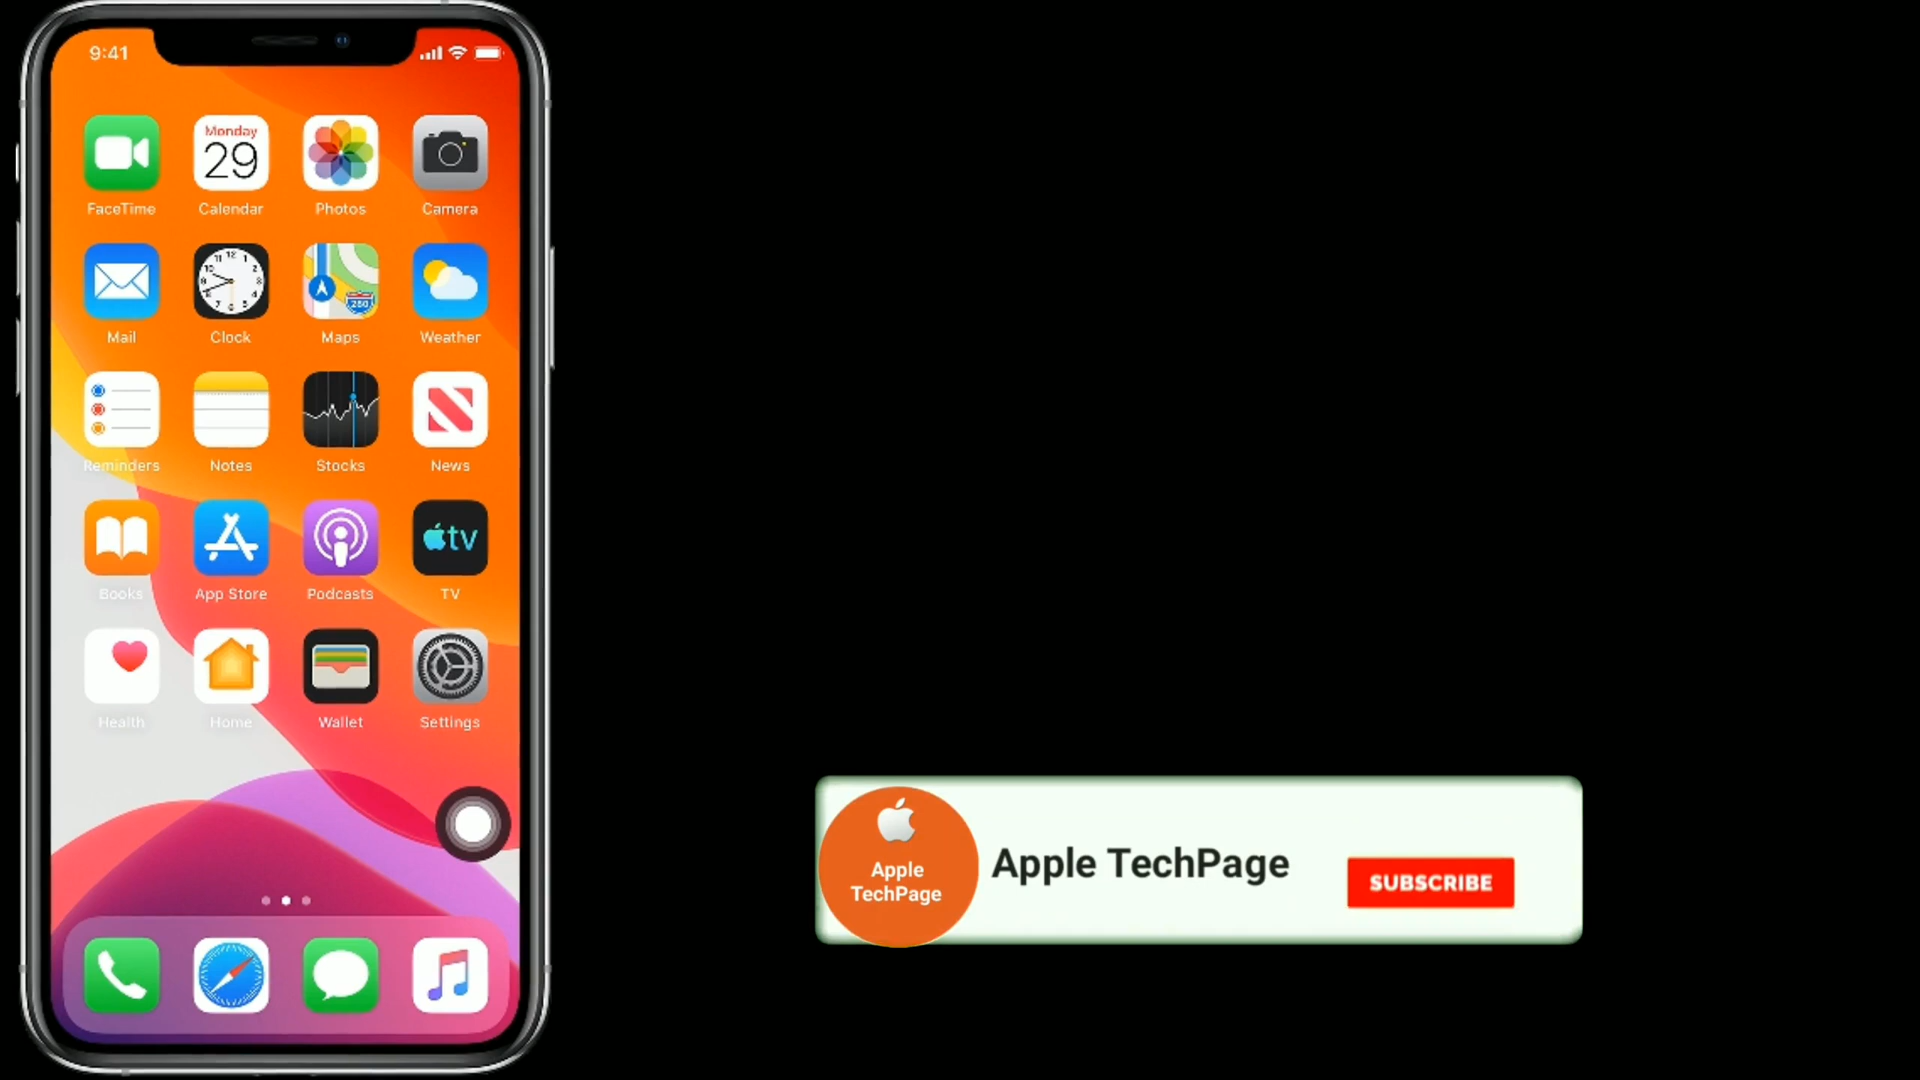 9:41
Monday
29
FaceTime
Calendar
Photos
Camera
280
Mail
Clock
Maps
Weather
Reminders
Notes
Stocks
News
tv
Books
App Store
Podcasts
TV
Health
Home
Wallet
Settings
Apple
TechPage
Apple TechPage
SUBSCRIBE